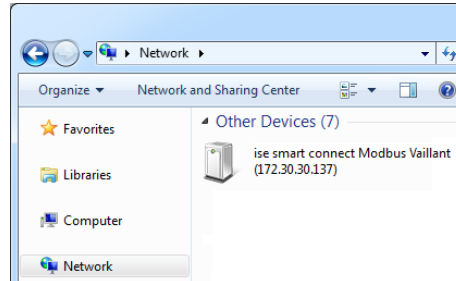 Network
Organize
Network and Sharing Center
Favorites
Other Devices (7)
ise smart connect Modbus Vaillant
(172.30.30.137)
Libraries
Computer
Network